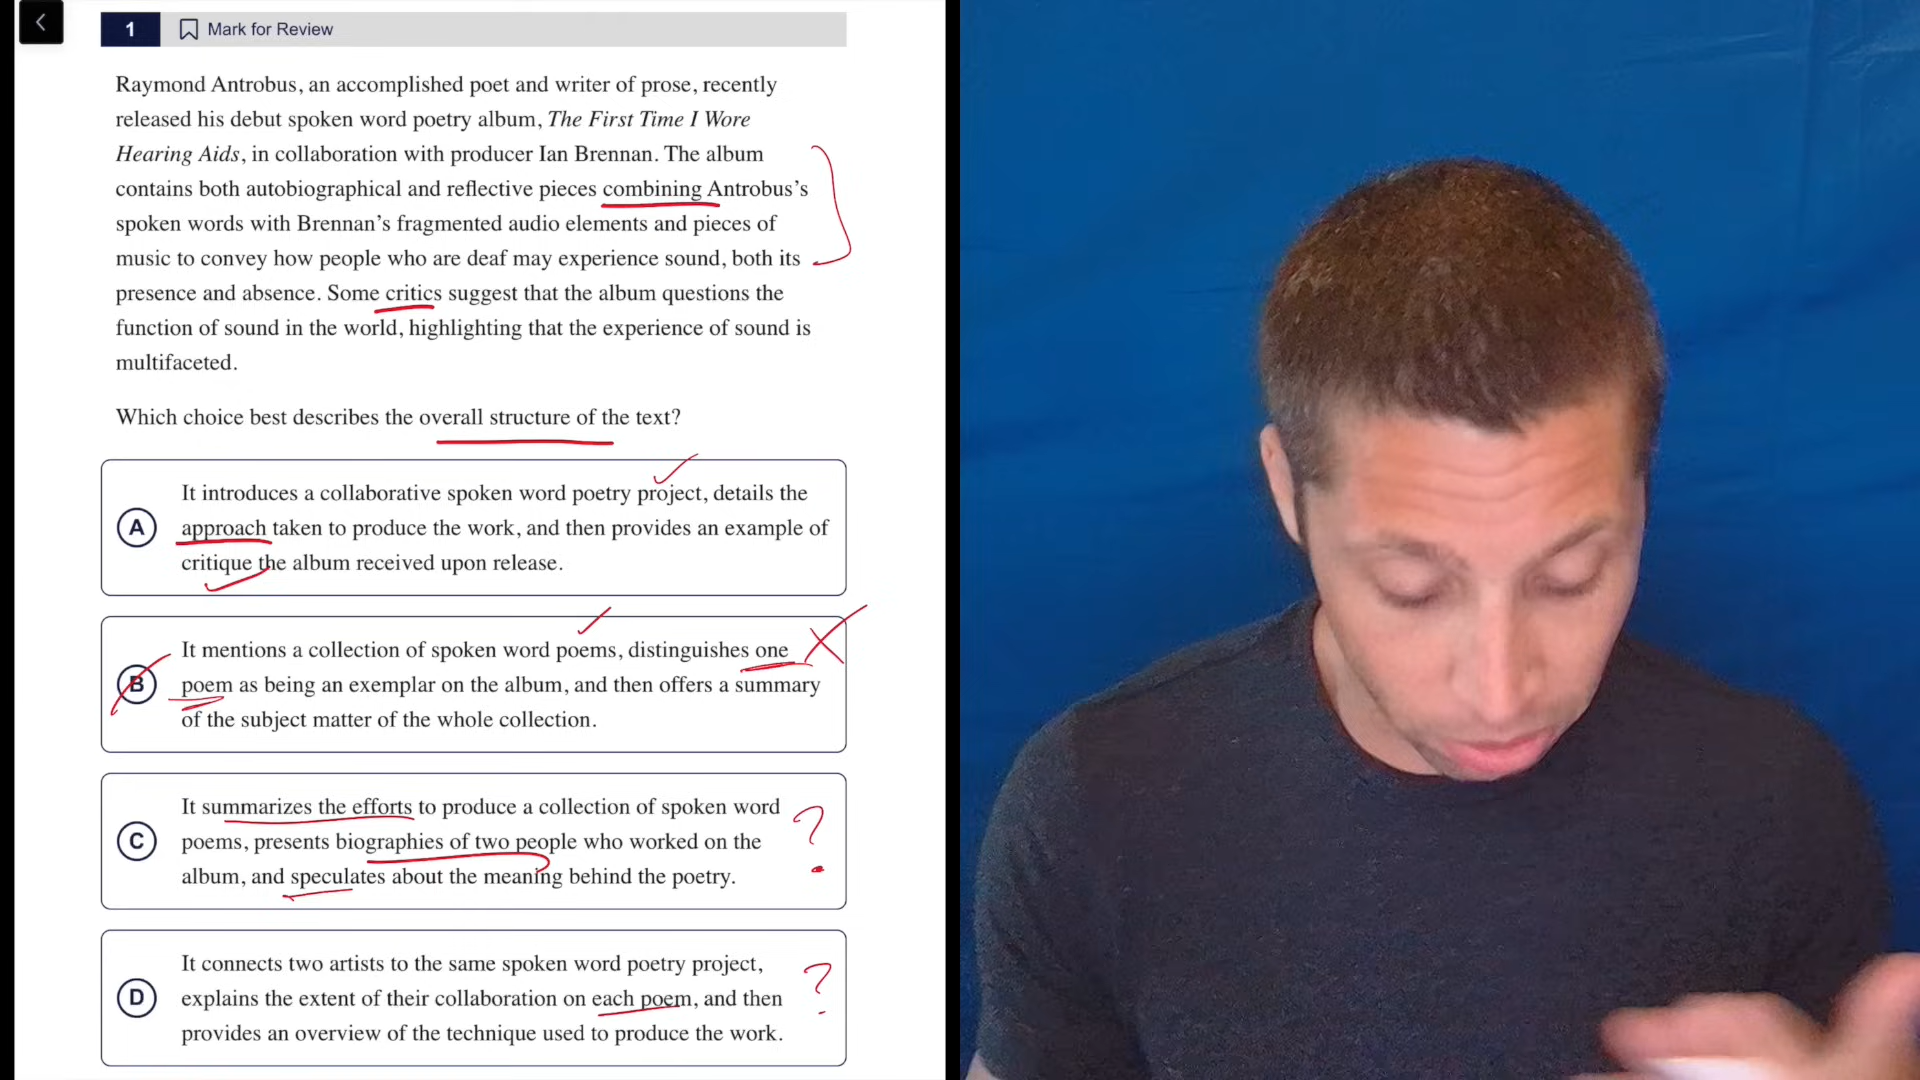 1 Mark for Review
Raymond Antrobus, an accomplished poet and writer of prose, recently
released his debut spoken word poetry album, The First Time I Wore
Hearing Aids, in collaboration with producer Ian Brennan. The album
contains both autobiographical and reflective pieces combining Antrobus's
spoken words with Brennan's fragmented audio elements and pieces of
music to convey how people who are deaf may experience sound, both its
presence and absence. Some critics suggest that the album questions the
function of sound in the world, highlighting that the experience of sound is
multifaceted.
Which choice best describes the overall structure of the text?
A
It introduces a collaborative spoken word poetry project, details the
approach taken to produce the work, and then provides an example of
critique the album received upon release.
B
It mentions a collection of spoken word poems, distinguishes one
poem as being an exemplar on the album, and then offers a summary
of the subject matter of the whole collection.
C
It summarizes the efforts to produce a collection of spoken word
poems, presents biographies of two people who worked on the
album, and speculates about the meaning behind the poetry.
?
D
It connects two artists to the same spoken word poetry project,
explains the extent of their collaboration on each poem, and then
provides an overview of the technique used to produce the work.
?